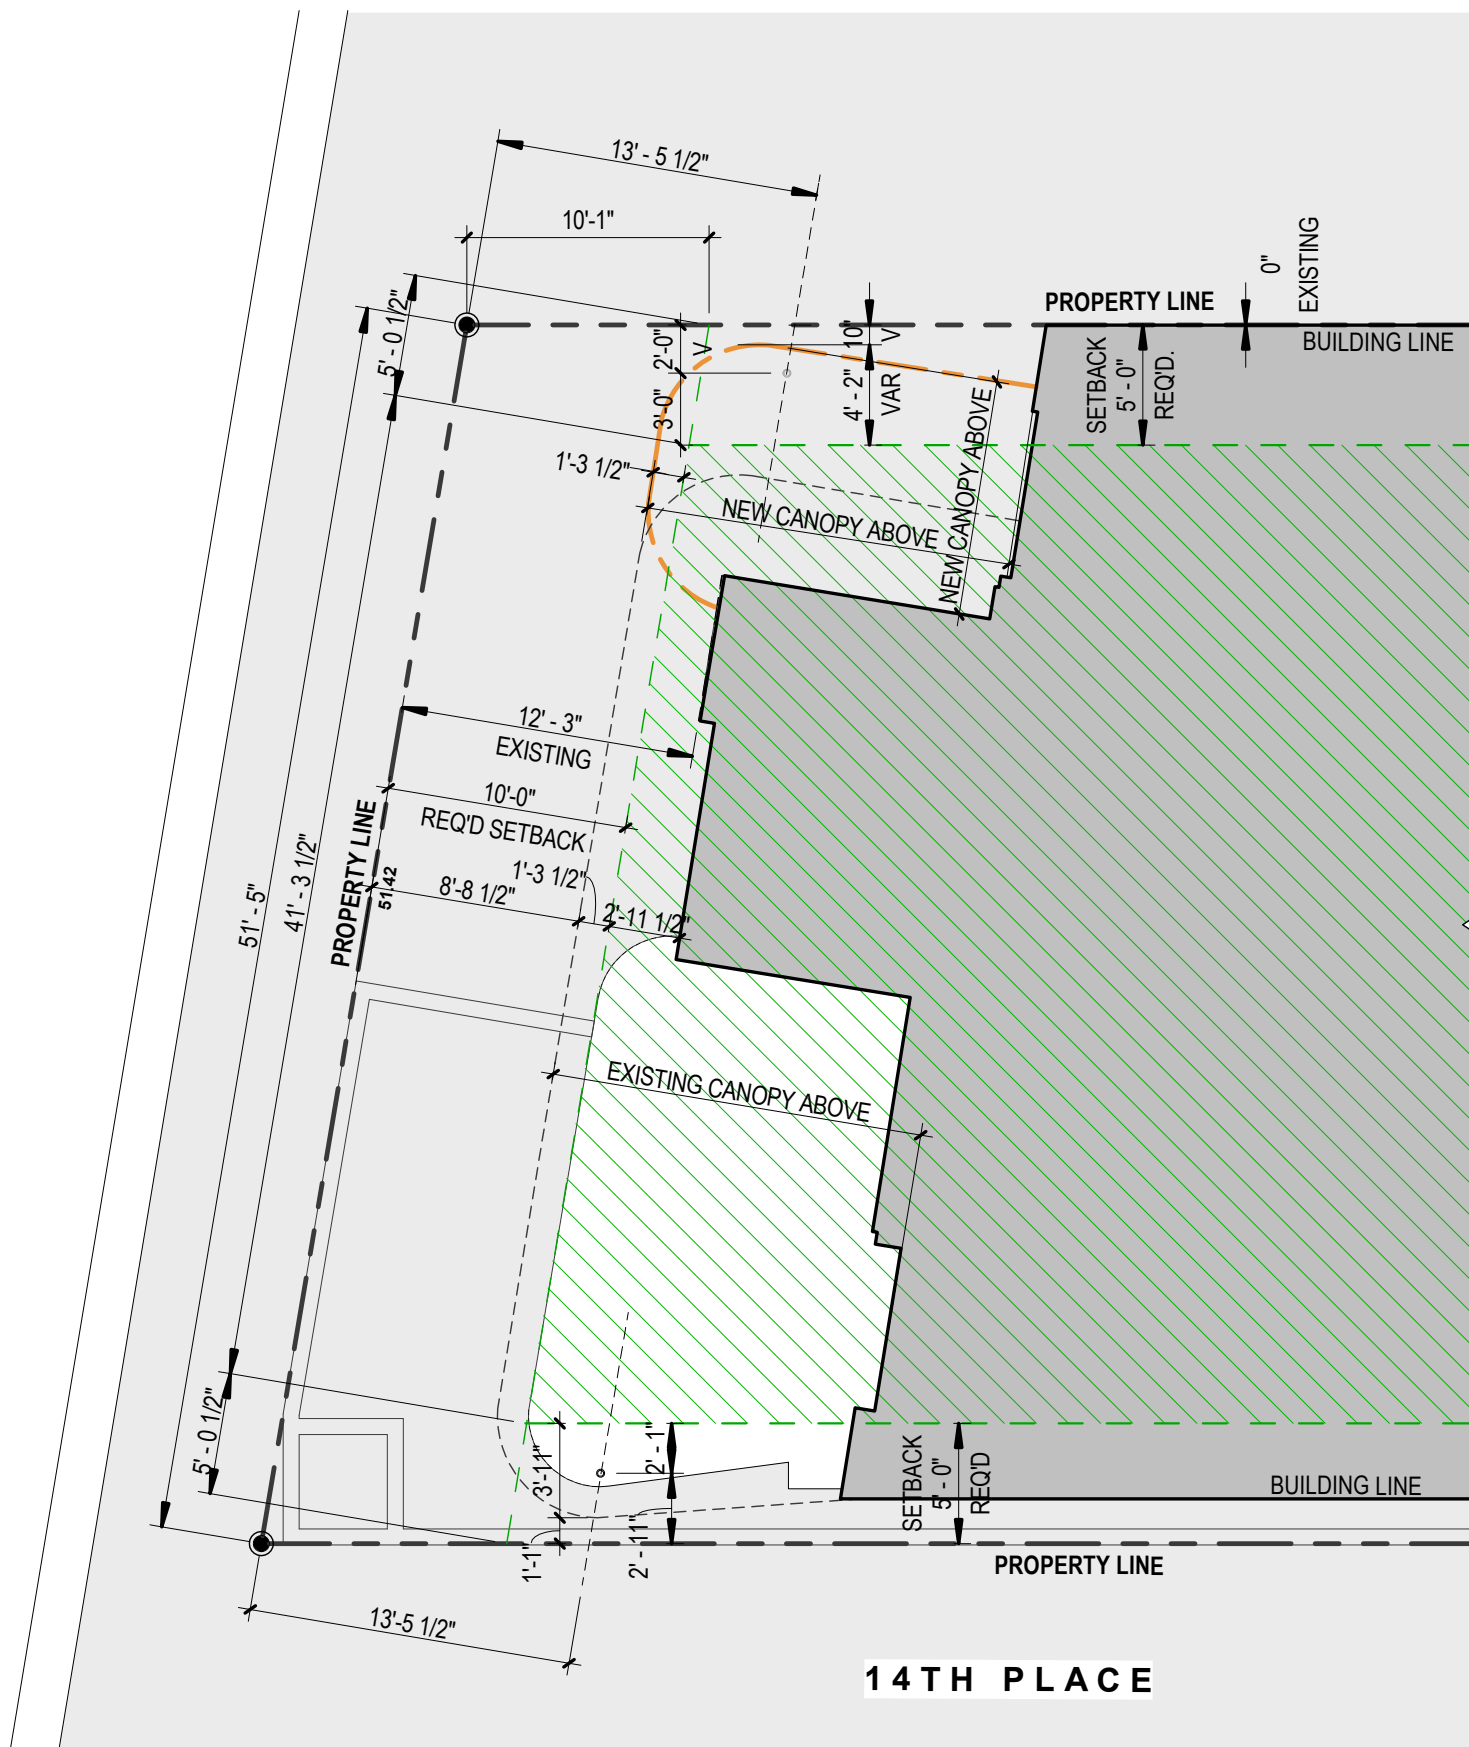 13' - 5 1/2"
10'-1"
0"
EXISTING
PROPERTY LINE
BUILDING LINE
5' - 0 1/2"
2'-0"
V
10"
V
3'-0"
4' - 2"
VAR
SETBACK
5' - 0"
REQ'D.
1'-3 1/2"
NEW CANOPY ABOVE
NEW CANOPY ABOVE
12' - 3"
EXISTING
10'-0"
REQ'D SETBACK
PROPERTY LINE
51.42
51' - 5"
41' - 3 1/2"
1'-3 1/2"
8'-8 1/2"
2'-11 1/2"
EXISTING CANOPY ABOVE
5' - 0 1/2"
3'-11"
2' - 1"
1'-1"
2' - 11"
SETBACK
5' - 0"
REQ'D
BUILDING LINE
PROPERTY LINE
13'-5 1/2"
14TH PLACE